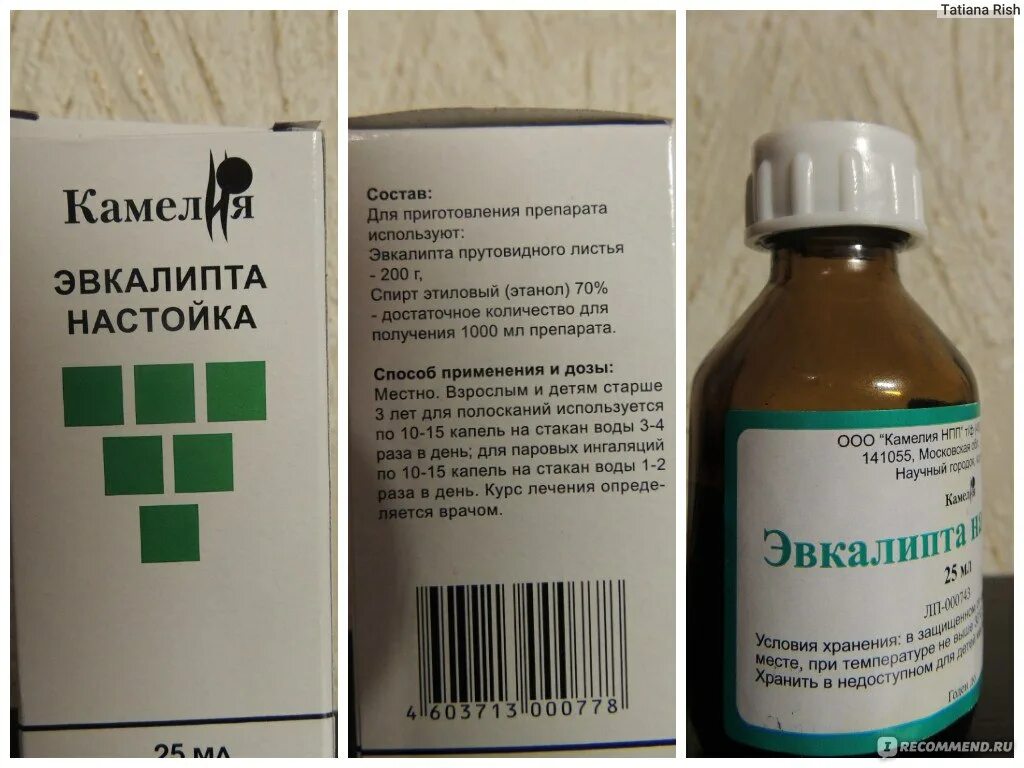 Tatiana Rish
Камелия
ЭВКАЛИПТА
НАСТОЙКА
25 мл
Состав:
Для приготовления препарата
используют:
Эвкалипта прутовидного листья
- 200 г,
Спирт этиловый (этанол) 70%
- достаточное количество для
получения 1000 мл препарата.
Способ применения и дозы:
Местно. Взрослым и детям старше
3 лет для полосканий используется
по 10-15 капель на стакан воды 3-4
раза в день; для паровых ингаляций
по 10-15 капель на стакан воды 1-2
раза в день. Курс лечения опреде-
ляется врачом.
4 603713 000778
ООО "Камелия НПП"
141055, Московская
Научный городок,
Камелия
Эвкалипта
25 мл
ЛП-000743
Условия хранения: в защищенном
месте, при температуре не выше
Хранить в недоступном для
Годен до
IRECOMMEND.RU